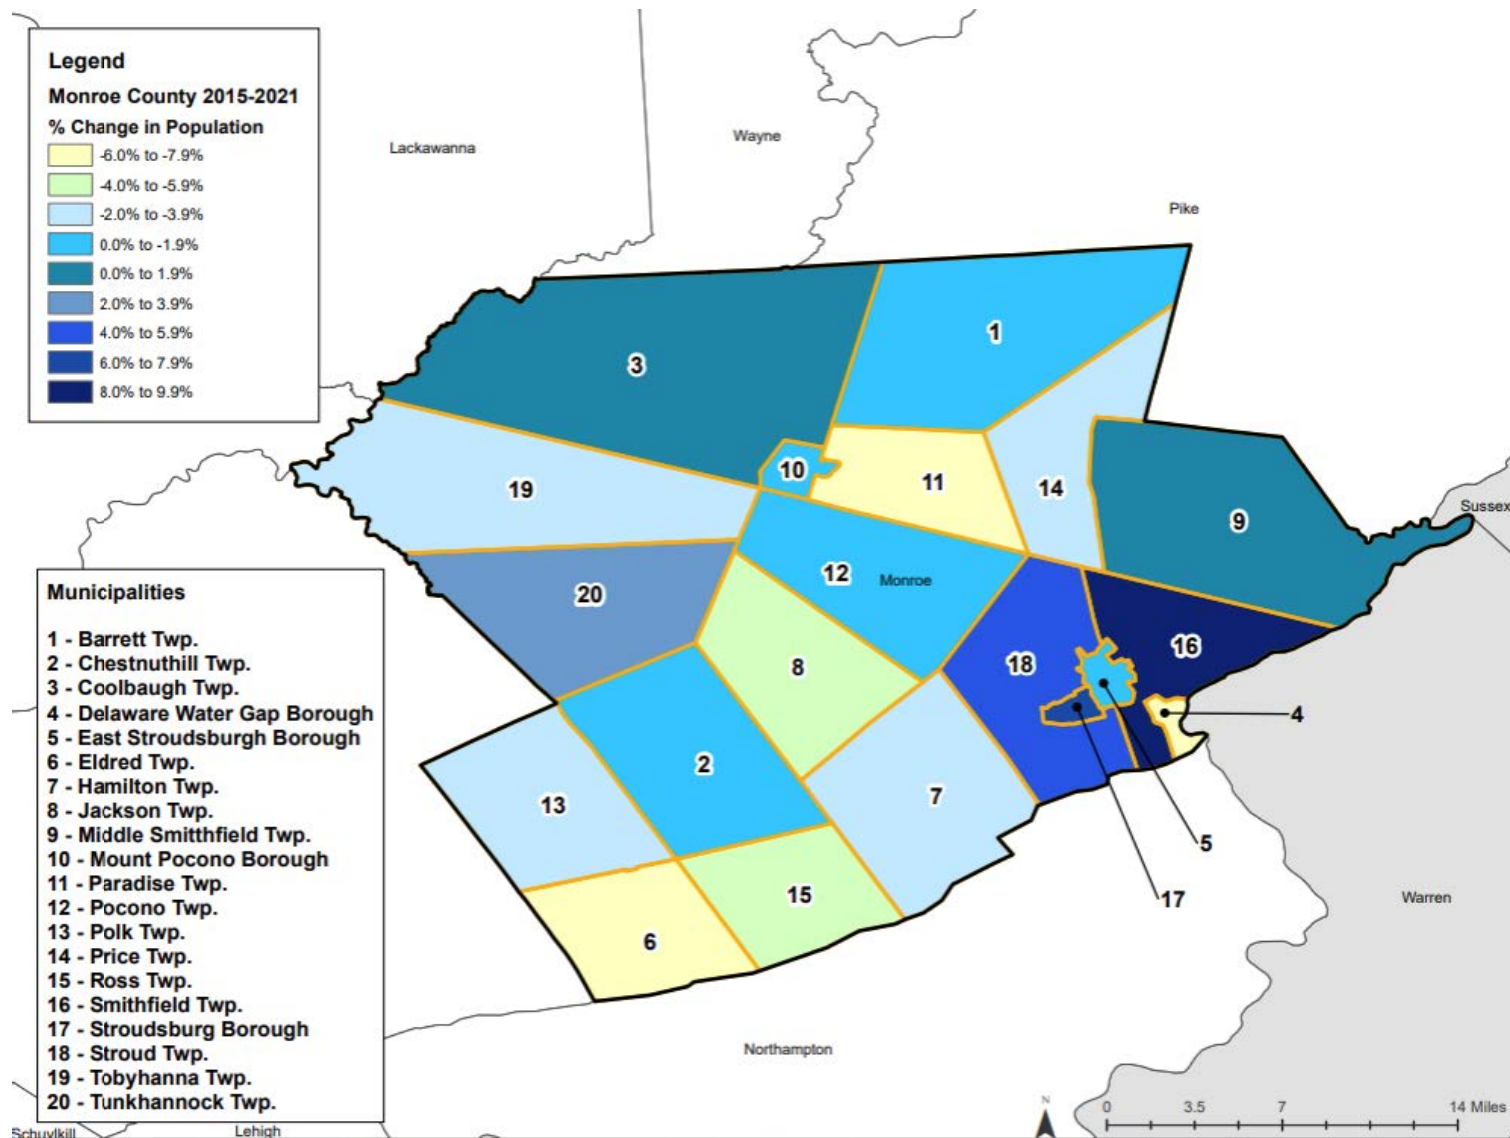 Legend
Monroe County 2015-2021
% Change in Population
-6.0% to -7.9%
-4.0% to -5.9%
-2.0% to -3.9%
0.0% to -1.9%
0.0% to 1.9%
2.0% to 3.9%
4.0% to 5.9%
6.0% to 7.9%
8.0% to 9.9%
Lackawanna
Wayne
Pike
1
3
10
11
14
19
9
Sussex
12
Monroe
20
16
18
8
4
2
7
13
5
15
17
Warren
6
Municipalities
1 - Barrett Twp.
2 - Chestnuthill Twp.
3 - Coolbaugh Twp.
4 - Delaware Water Gap Borough
5 - East Stroudsburgh Borough
6 - Eldred Twp.
7 - Hamilton Twp.
8 - Jackson Twp.
9 - Middle Smitthfield Twp.
10 - Mount Pocono Borough
11 - Paradise Twp.
12 - Pocono Twp.
13 - Polk Twp.
14 - Price Twp.
15 - Ross Twp.
16 - Smithfield Twp.
17 - Stroudsburg Borough
18 - Stroud Twp.
19 - Tobyhanna Twp.
20 - Tunkhannock Twp.
Northampton
N
0 3.5 7 14 Miles
Schuylkill
Lehigh